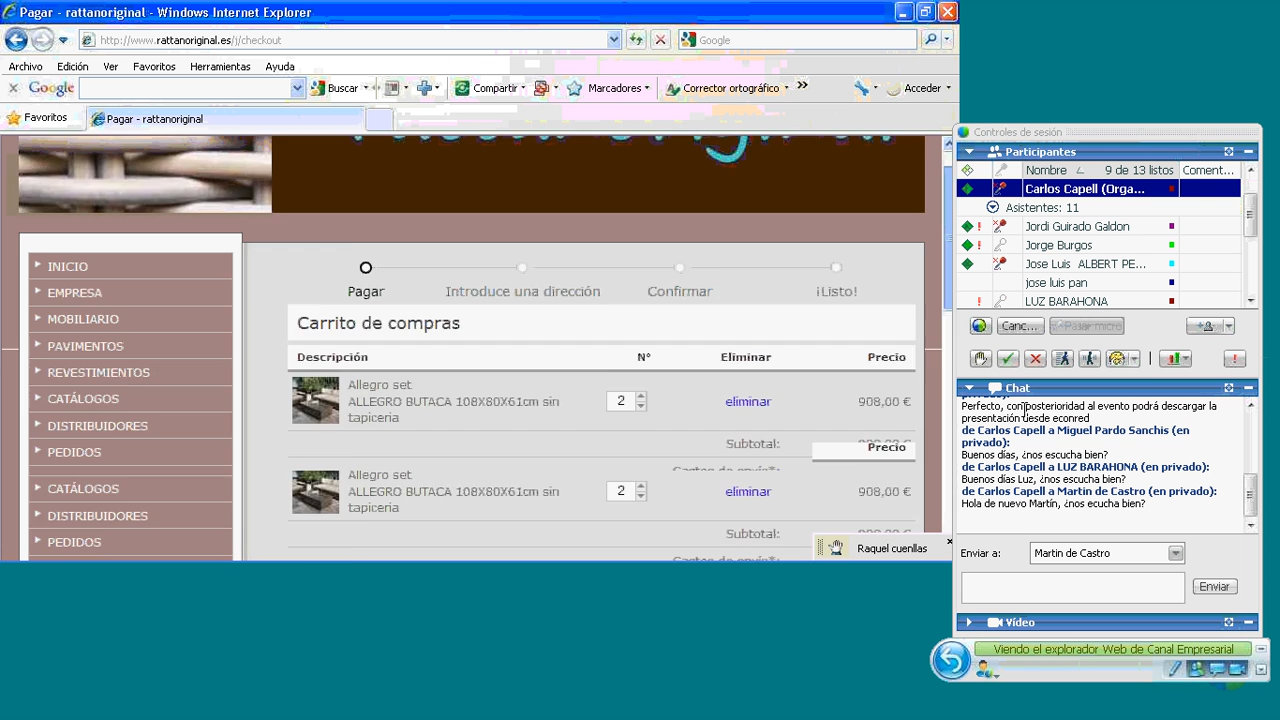 Pagar - rattanoriginal - Windows Internet Explorer
http://www.rattanoriginal.es/j/checkout
Google
Archivo Edición Ver Favoritos Herramientas Ayuda
Google Buscar Compartir Marcadores Corrector ortográfico Acceder
Favoritos Pagar - rattanoriginal
INICIO
EMPRESA
MOBILIARIO
PAVIMENTOS
REVESTIMIENTOS
CATÁLOGOS
DISTRIBUIDORES
PEDIDOS
CATÁLOGOS
DISTRIBUIDORES
PEDIDOS
Pagar Introduce una dirección Confirmar ¡Listo!
Carrito de compras
Descripción N° Eliminar Precio
Allegro set
ALLEGRO BUTACA 108X80X61cm sin 2 eliminar 908,00 €
tapiceria
Subtotal:
Precio
Allegro set
ALLEGRO BUTACA 108X80X61cm sin 2 eliminar 908,00 €
tapiceria
Subtotal:
Raquel cuenllas
Controles de sesión
Participantes
Nombre 9 de 13 listos Coment...
Carlos Capell (Orga...
Asistentes: 11
Jordi Guirado Galdon
Jorge Burgos
Jose Luis ALBERT PE...
jose luis pan
LUZ BARAHONA
Canc... Pasar micro
Chat
Perfecto, con posterioridad al evento podrá descargar la
presentación desde econred
de Carlos Capell a Miguel Pardo Sanchis (en
privado):
Buenos días, ¿nos escucha bien?
de Carlos Capell a LUZ BARAHONA (en privado):
Buenos días Luz, ¿nos escucha bien?
de Carlos Capell a Martin de Castro (en privado):
Hola de nuevo Martín, ¿nos ecucha bien?
Enviar a: Martin de Castro
Enviar
Vídeo
Viendo el explorador Web de Canal Empresarial